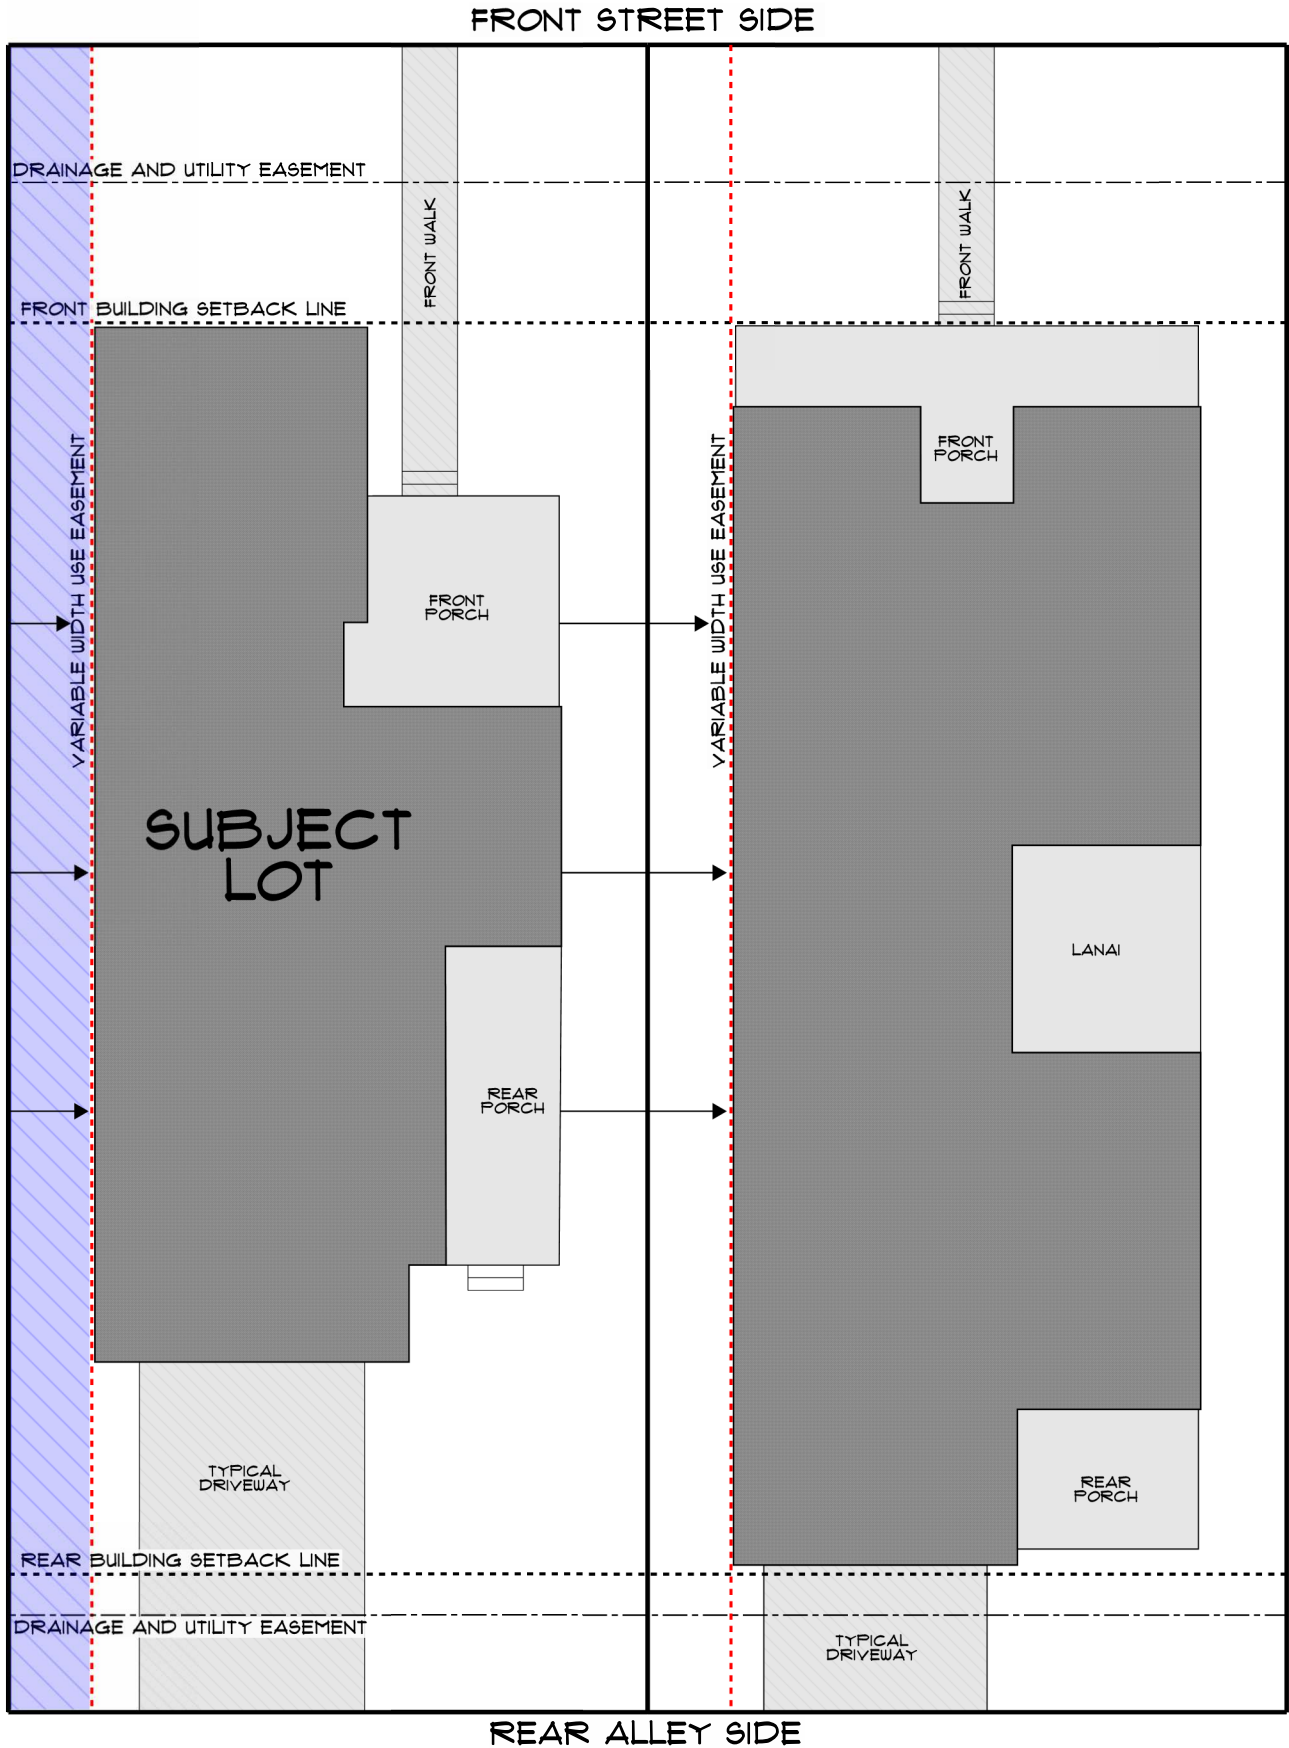 FRONT STREET SIDE
DRAINAGE AND UTILITY EASEMENT
FRONT WALK
FRONT WALK
FRONT BUILDING SETBACK LINE
VARIABLE WIDTH USE EASEMENT
VARIABLE WIDTH USE EASEMENT
FRONT
PORCH
FRONT
PORCH
SUBJECT
LOT
LANAI
REAR
PORCH
TYPICAL
DRIVEWAY
REAR
PORCH
REAR BUILDING SETBACK LINE
DRAINAGE AND UTILITY EASEMENT
TYPICAL
DRIVEWAY
REAR ALLEY SIDE